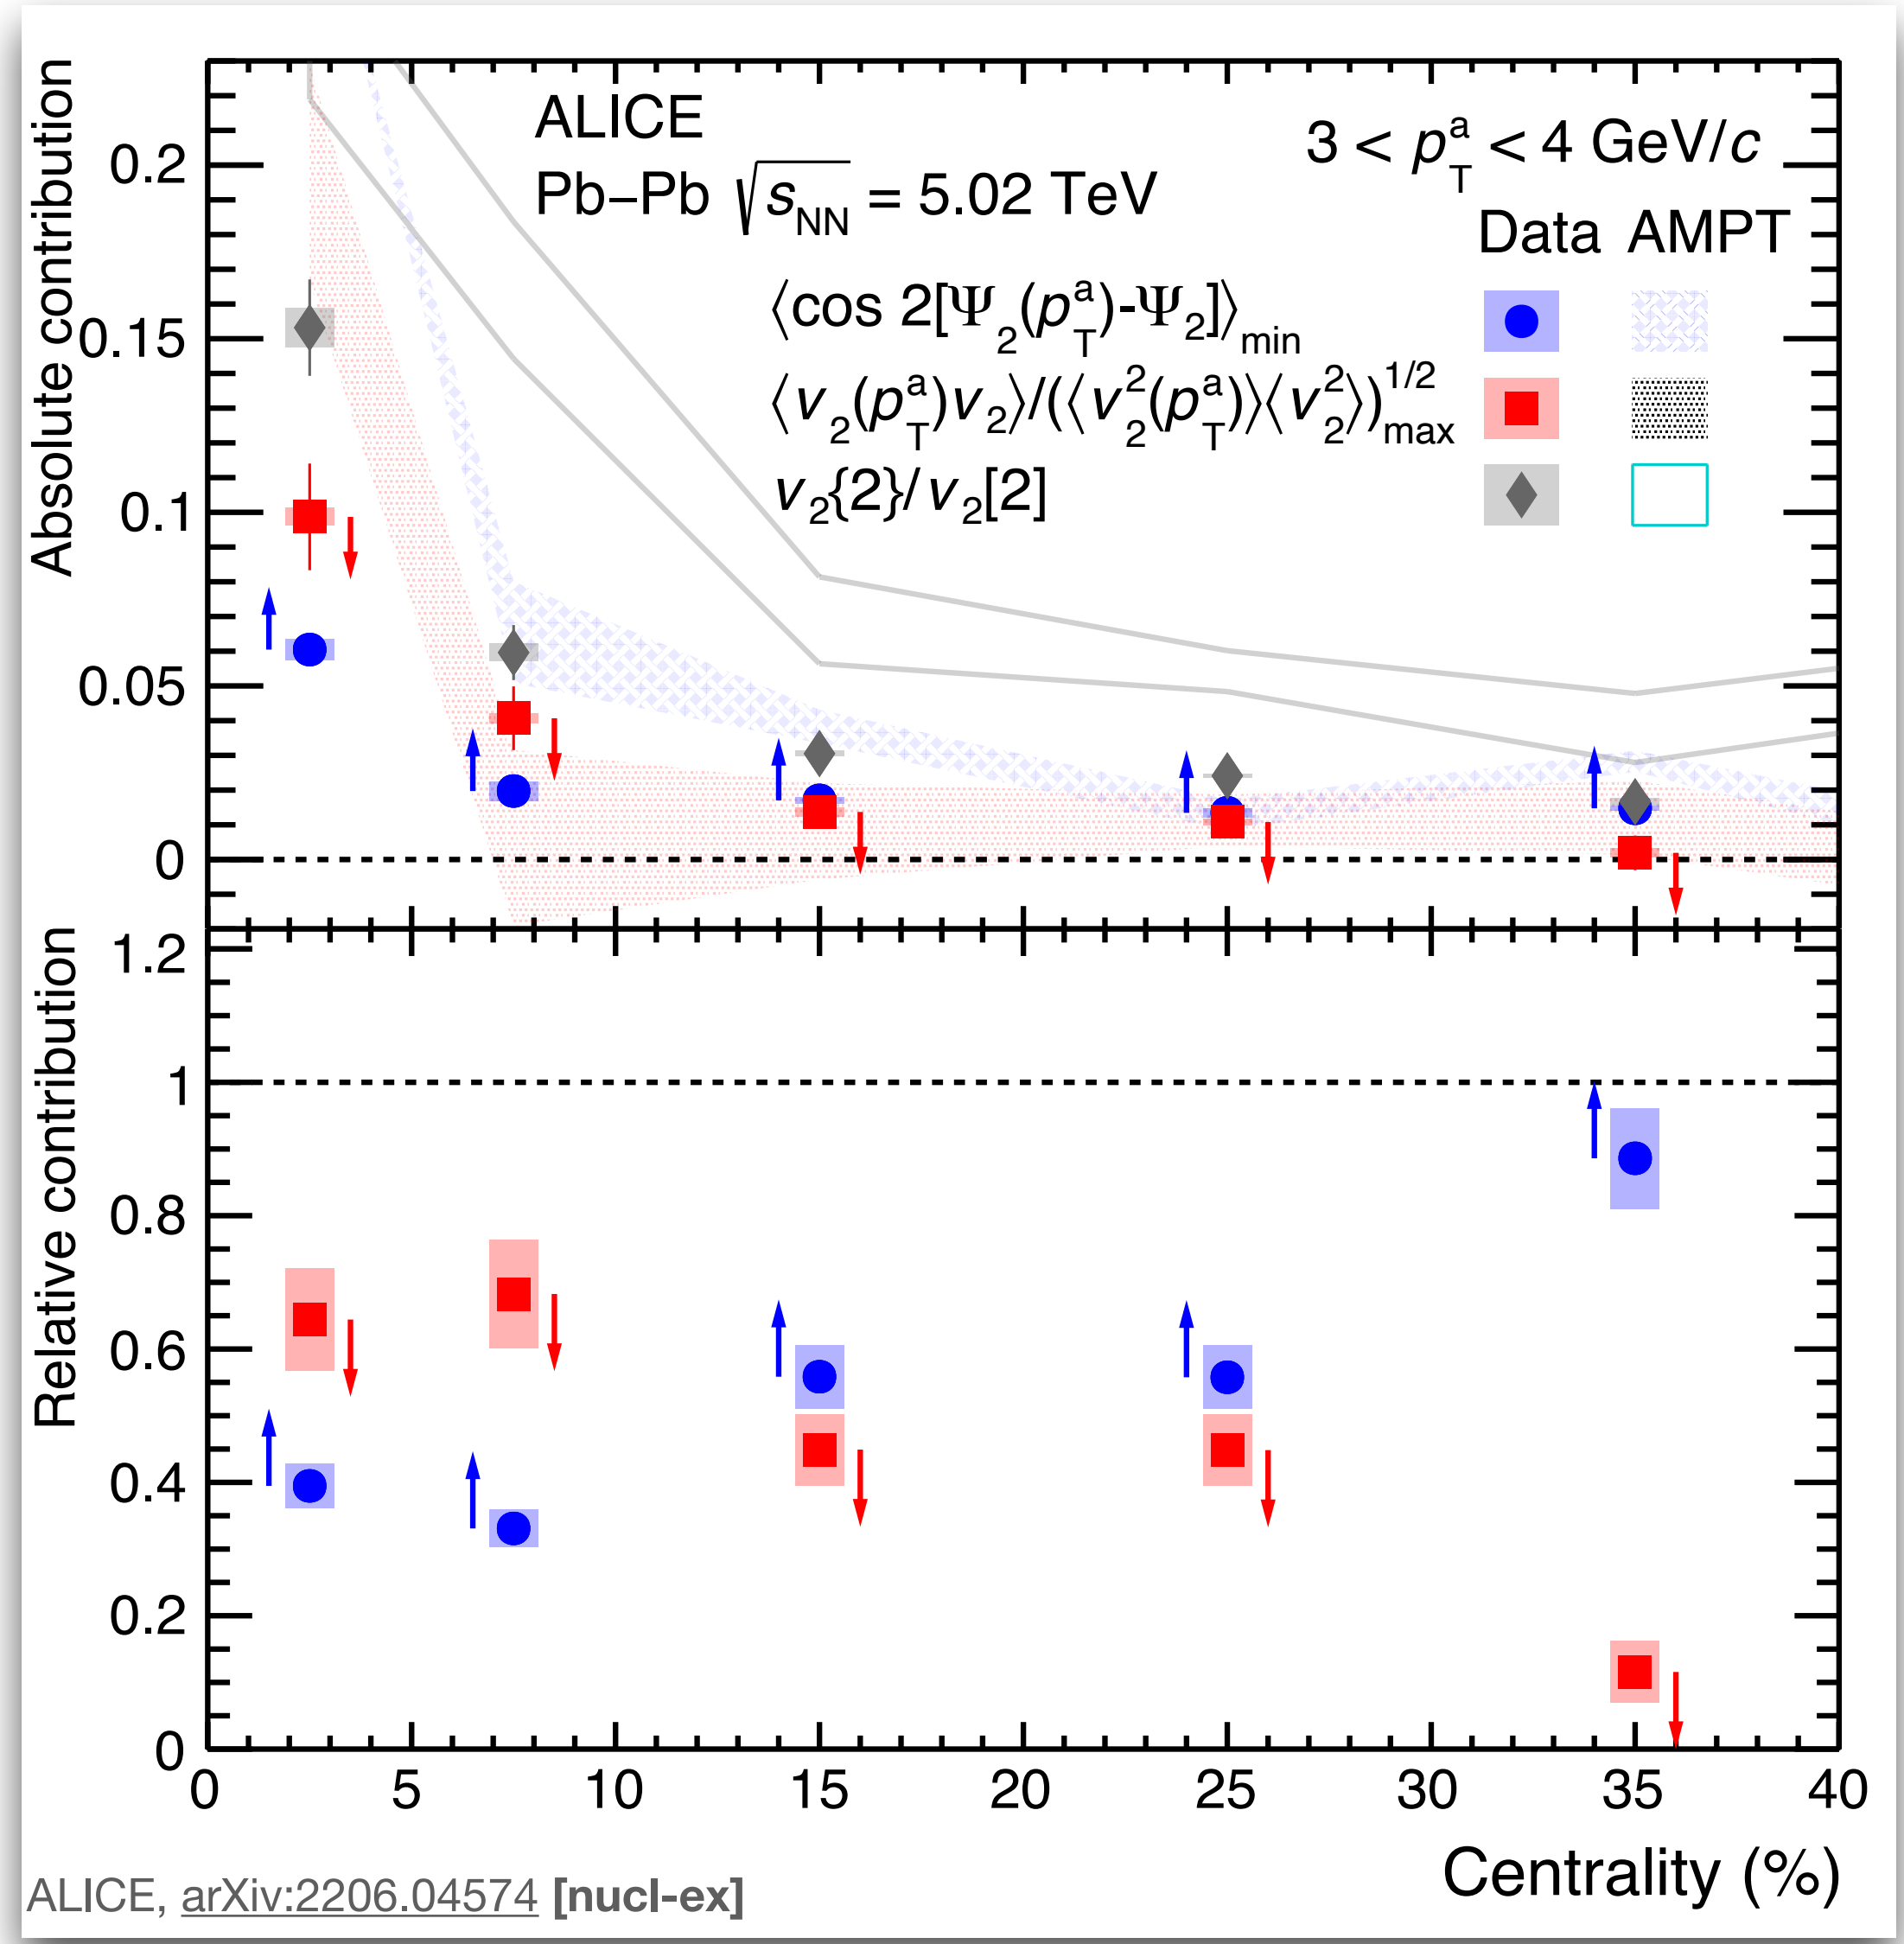 ALICE
3 < p_T^a < 4 GeV/c
Pb–Pb √s_NN = 5.02 TeV
Data AMPT
⟨cos 2[Ψ_2(p_T^a)-Ψ_2]⟩_min
⟨v_2(p_T^a)v_2⟩/(⟨v_2^2(p_T^a)⟩⟨v_2^2⟩)^1/2_max
v_2{2}/v_2[2]
Absolute contribution
0.2
0.15
0.1
0.05
0
Relative contribution
1.2
1
0.8
0.6
0.4
0.2
0
0 5 10 15 20 25 30 35 40
Centrality (%)
ALICE, arXiv:2206.04574 [nucl-ex]